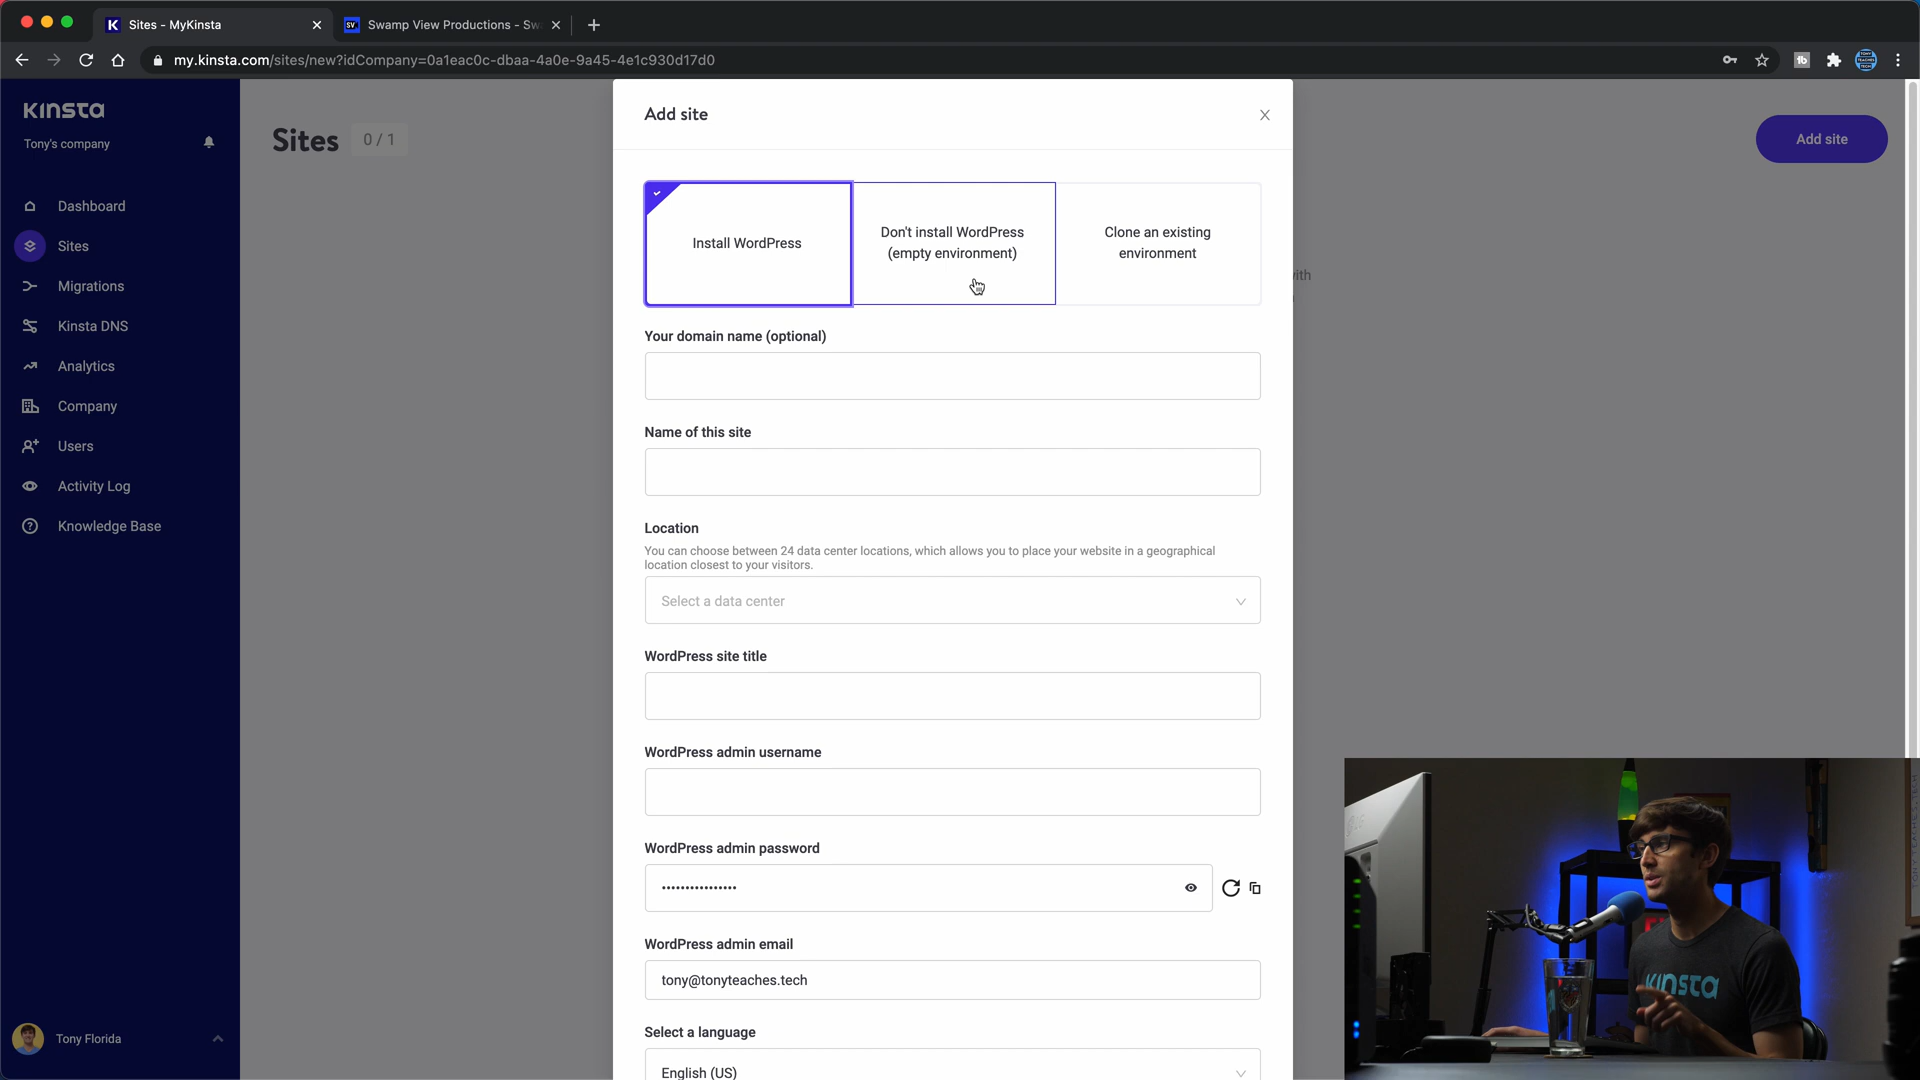 Sites - MyKinsta
Swamp View Productions - Sw
my.kinsta.com/sites/new?idCompany=0a1eac0c-dbaa-4a0e-9a45-4e1c930d17d0
KINSTA
Tony's company
Dashboard
Sites
Migrations
Kinsta DNS
Analytics
Company
Users
Activity Log
Knowledge Base
Tony Florida
Sites 0 / 1
Add site
with
Add site
Install WordPress
Don't install WordPress
(empty environment)
Clone an existing
environment
Your domain name (optional)
Name of this site
Location
You can choose between 24 data center locations, which allows you to place your website in a geographical
location closest to your visitors.
Select a data center
WordPress site title
WordPress admin username
WordPress admin password
••••••••••••••••
WordPress admin email
tony@tonyteaches.tech
Select a language
English (US)
KINSTA